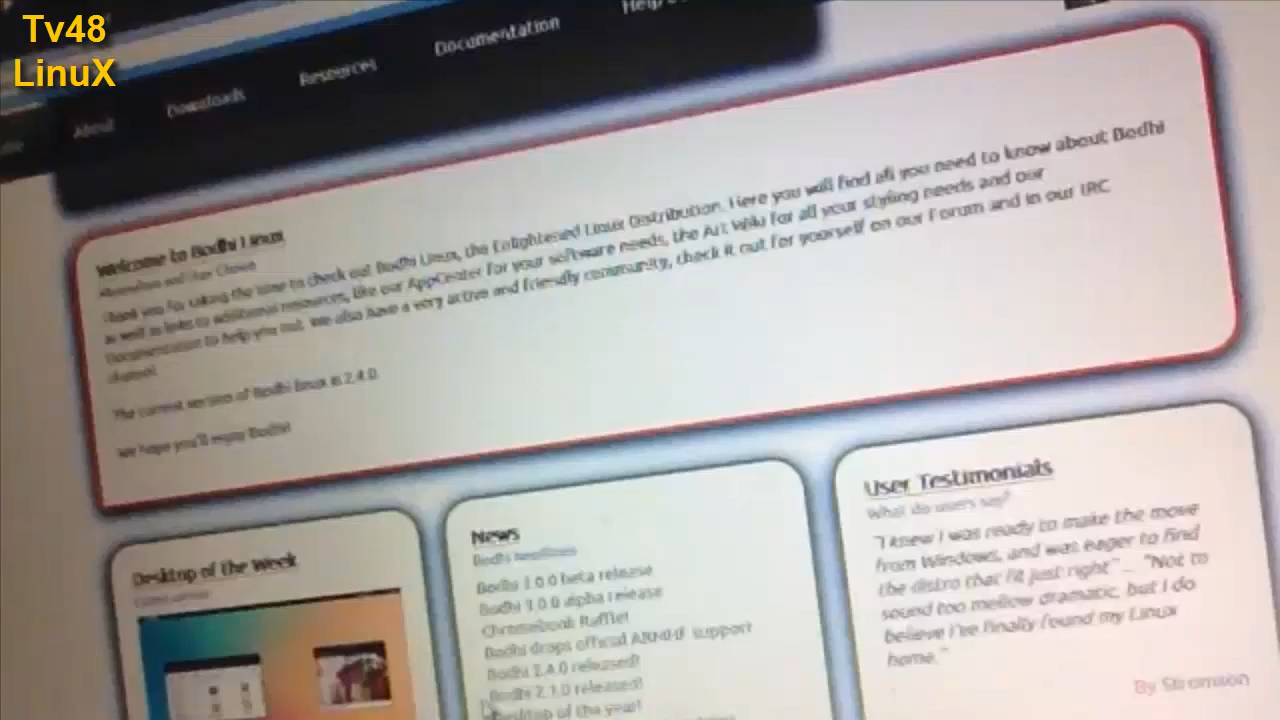 Tv48
LinuX
About
Downloads
Resources
Documentation
Welcome to Bodhi Linux
Thank you for taking the time to check out Bodhi Linux, the Enlightened Linux Distribution. Here you will find all you need to know about Bodhi
as well as links to additional resources, like our AppCenter for your software needs, the Art Wiki for all your styling needs and our
Documentation to help you out. We also have a very active and friendly community, check it out for yourself on our Forum and in our IRC
channel.
The current version of Bodhi linux is 2.4.0.
We hope you'll enjoy Bodhi!
Desktop of the Week
News
Bodhi headlines
Bodhi 3.0.0 beta release
Bodhi 3.0.0 alpha release
Chromebook Raffle!
Bodhi drops official ARMHF support
Bodhi 2.4.0 released!
Bodhi 2.3.0 released!
Desktop of the year!
User Testimonials
What do users say?
"I knew I was ready to make the move
from Windows, and was eager to find
the distro that fit just right" ... "Not to
sound too mellow dramatic, but I do
believe I've finally found my Linux
home."
By Stromson